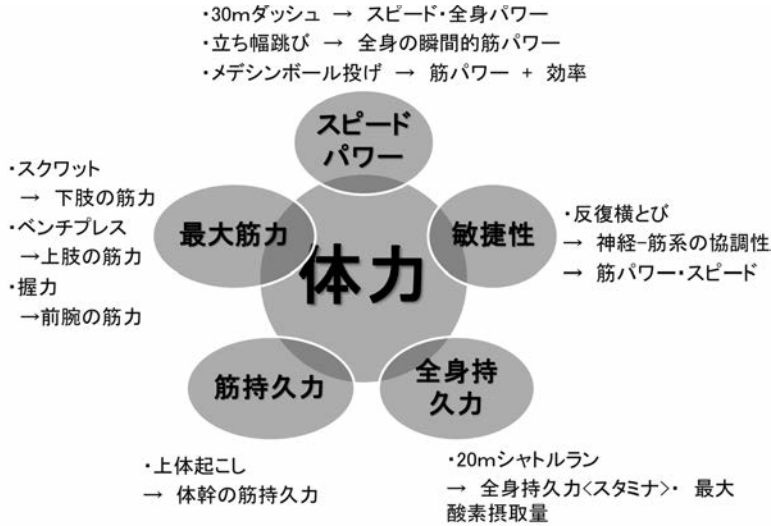 ・30mダッシュ → スピード・全身パワー
・立ち幅跳び → 全身の瞬間的筋パワー
・メデシンボール投げ → 筋パワー + 効率
スピード
パワー
・スクワット
→ 下肢の筋力
・ベンチプレス
→上肢の筋力
・握力
→前腕の筋力
最大筋力
体力
敏捷性
・反復横とび
→ 神経-筋系の協調性
→ 筋パワー・スピード
筋持久力
全身持
久力
・上体起こし
→ 体幹の筋持久力
・20mシャトルラン
→ 全身持久力<スタミナ>・ 最大
酸素摂取量